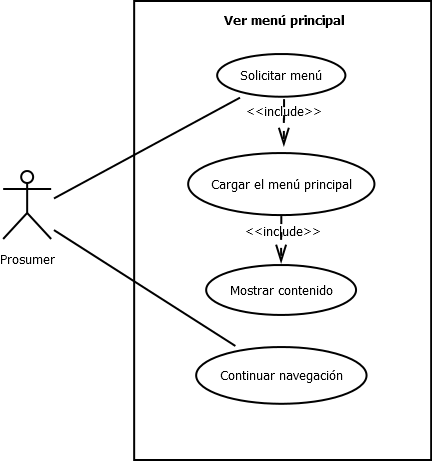 Ver menú principal
Solicitar menú
<<include>>
Cargar el menú principal
<<include>>
Prosumer
Mostrar contenido
Continuar navegación